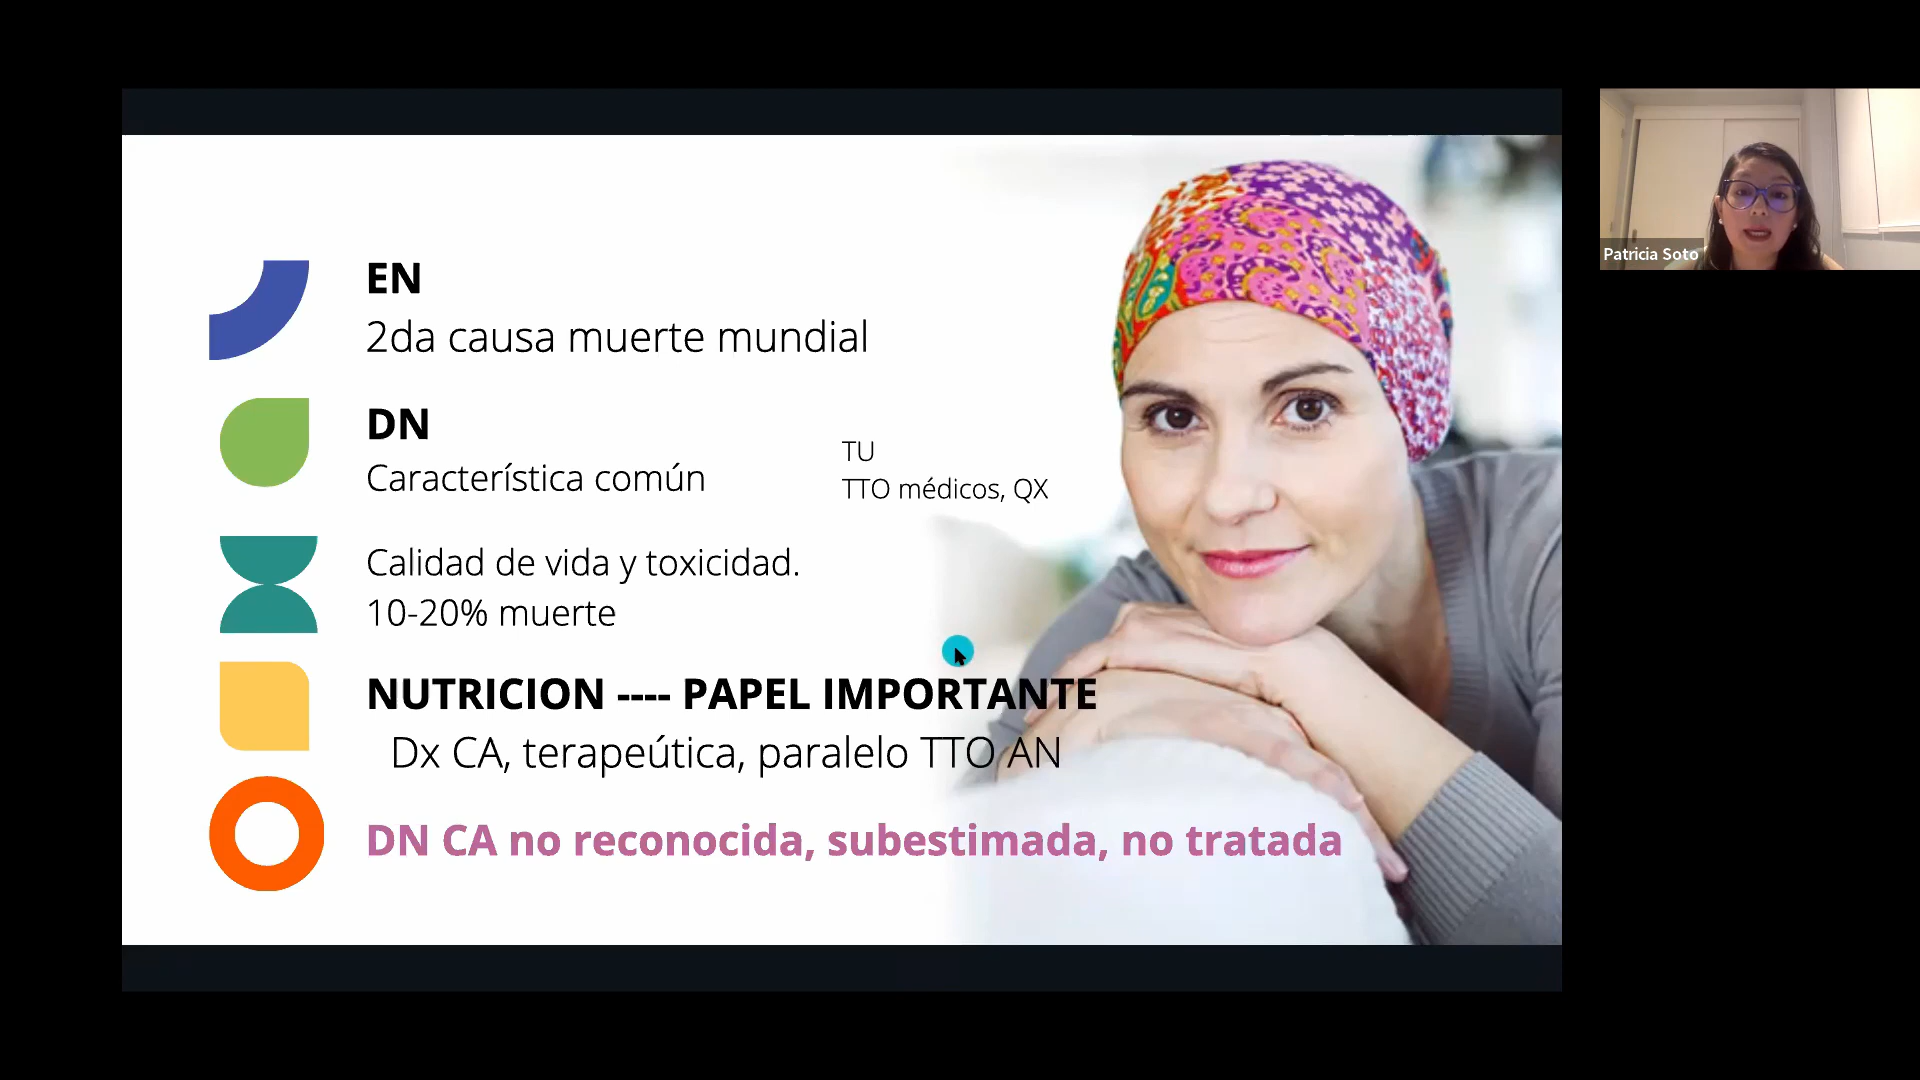 EN
2da causa muerte mundial
DN
Característica común
TU
TTO médicos, QX
Calidad de vida y toxicidad.
10-20% muerte
NUTRICION ---- PAPEL IMPORTANTE
Dx CA, terapeútica, paralelo TTO AN
DN CA no reconocida, subestimada, no tratada
Patricia Soto